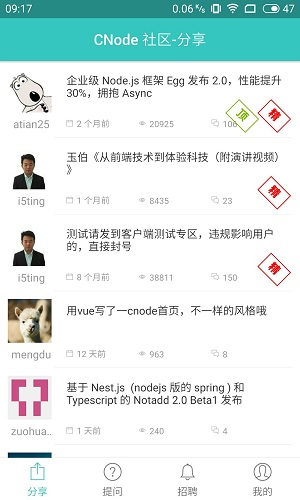 09:17
0.06 K/s
47
CNode 社区-分享
企业级 Node.js 框架 Egg 发布 2.0，性能提升
30%，拥抱 Async
atian25
1 个月前
20925
106
顶
精
玉伯《从前端技术到体验科技（附演讲视频）
》
i5ting
2 个月前
8435
23
精
测试请发到客户端测试专区，违规影响用户
的，直接封号
i5ting
8 个月前
38811
150
精
用vue写了一cnode首页，不一样的风格哦
mengdu
12 天前
963
8
基于 Nest.js（nodejs 版的 spring ) 和
Typescript 的 Notadd 2.0 Beta1 发布
zuohua...
2 天前
240
4
分享
提问
招聘
我的